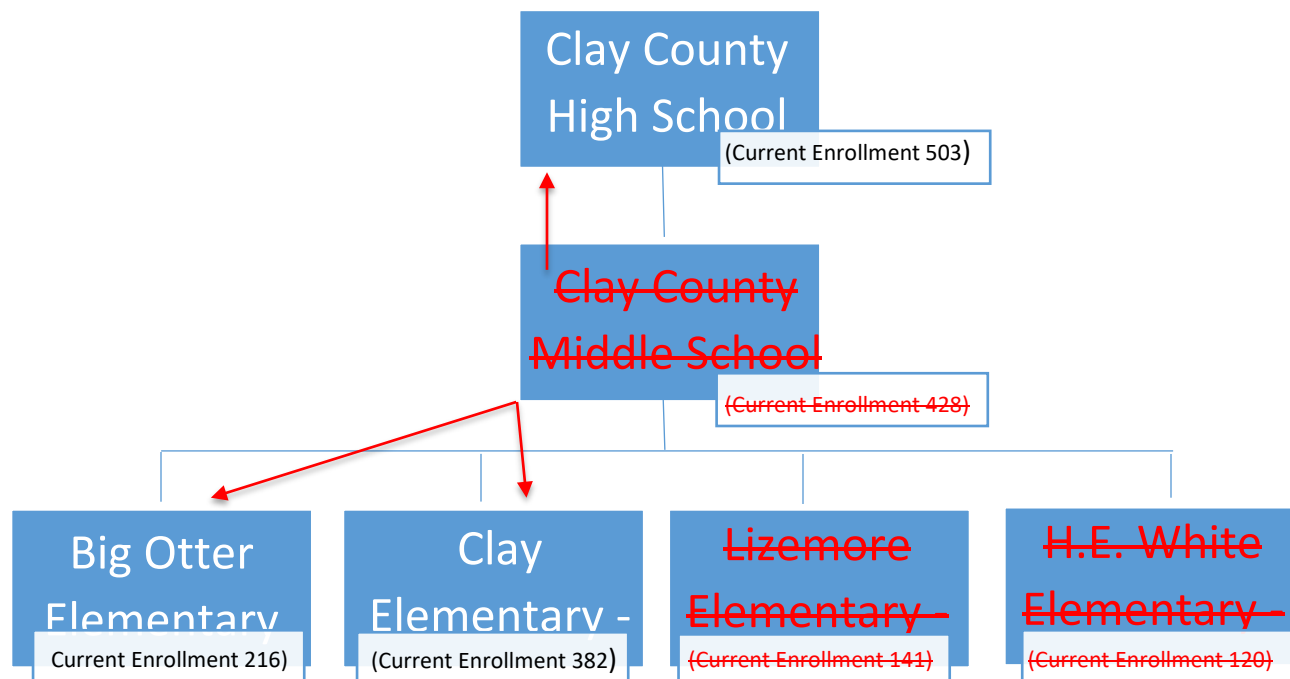 Clay County
High School
(Current Enrollment 503)
Clay County
Middle School
(Current Enrollment 428)
Big Otter
Elementary
Current Enrollment 216)
Clay
Elementary -
(Current Enrollment 382)
Lizemore
Elementary -
(Current Enrollment 141)
H.E. White
Elementary -
(Current Enrollment 120)